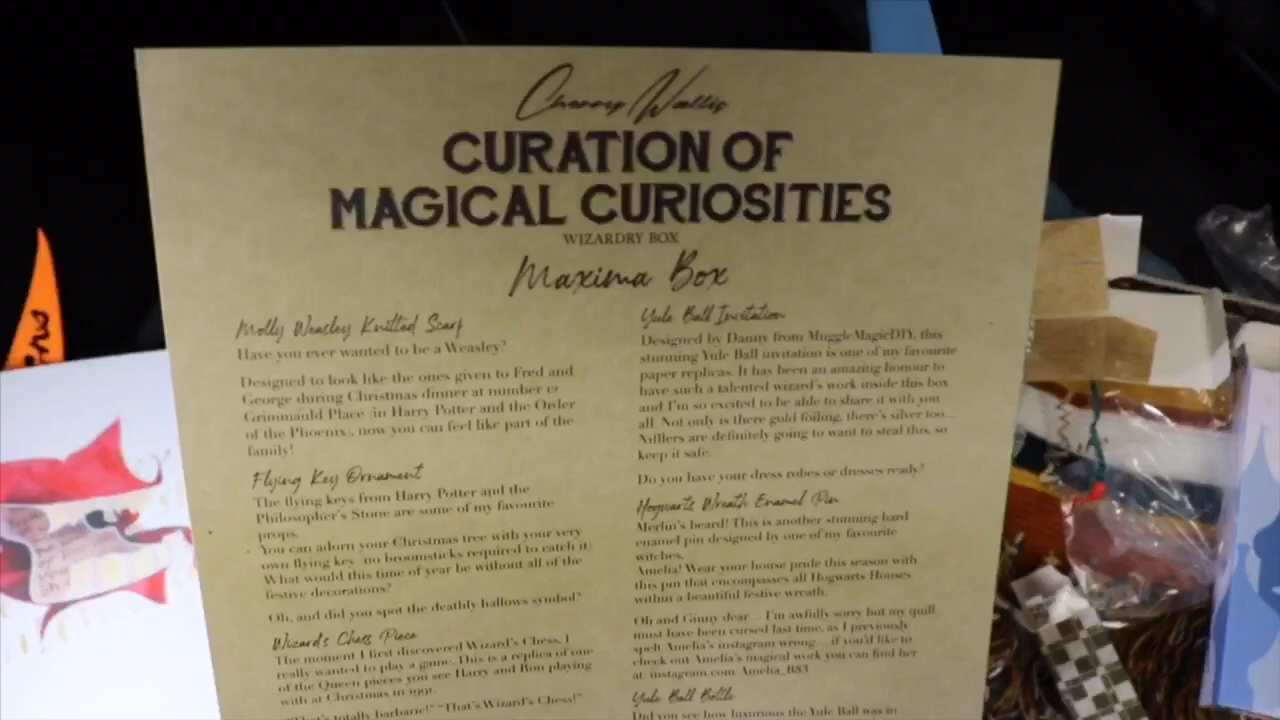 Cherry Wallis
CURATION OF
MAGICAL CURIOSITIES
WIZARDRY BOX
Maxima Box
Molly Weasley Knitted Scarf
Have you ever wanted to be a Weasley?
Designed to look like the ones given to Fred and
George during Christmas dinner at number 12
Grimmauld Place in Harry Potter and the Order
of the Phoenix, now you can feel like part of the
family!
Flying Key Ornament
The flying keys from Harry Potter and the
Philosopher's Stone are some of my favourite
props.
You can adorn your Christmas tree with your very
own flying key no broomsticks required to catch it!
What would this time of year be without all of the
festive decorations?
Oh, and did you spot the deathly hallows symbol?
Wizard's Chess Piece
The moment I first discovered Wizard's Chess, I
really wanted to play a game. This is a replica of one
of the Queen pieces you see Harry and Ron playing
with at Christmas in 1991.
"That's totally barbaric!" "That's Wizard's Chess!"
Yule Ball Invitation
Designed by Danny from MuggleMagicDIY, this
stunning Yule Ball invitation is one of my favourite
paper replicas. It has been an amazing honour to
have such a talented wizard's work inside this box
and I'm so excited to be able to share it with you
all. Not only is there gold foiling, there's silver too...
Nifflers are definitely going to want to steal this, so
keep it safe.
Do you have your dress robes or dresses ready?
Hogwarts Wreath Enamel Pin
Merlin's beard! This is another stunning hard
enamel pin designed by one of my favourite
witches,
Amelia! Wear your house pride this season with
this pin that encompasses all Hogwarts Houses
within a beautiful festive wreath.
Oh and Ginny dear... I'm awfully sorry but my quill
must have been cursed last time, as I previously
spelt Amelia's instagram wrong... if you'd like to
check out Amelia's magical work you can find her
at: instagram.com/Amelia_B83
Yule Ball Bottle
Did you see how luxurious the Yule Ball was in